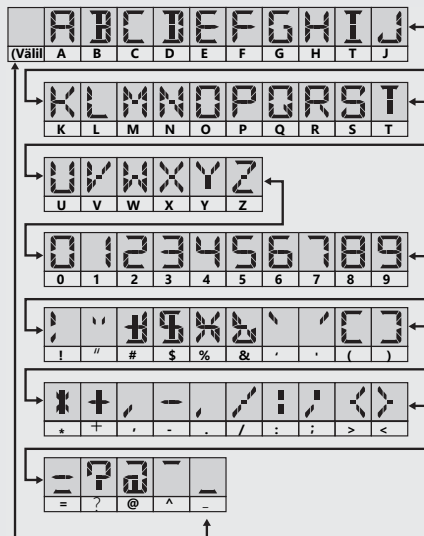 (Välil A B C D E F G H I J
K L M N O P Q R S T
U V W X Y Z
0 1 2 3 4 5 6 7 8 9
! " # $ % & ‘ ' ( )
* + , - . / : ; > <
= ? @ ^ _